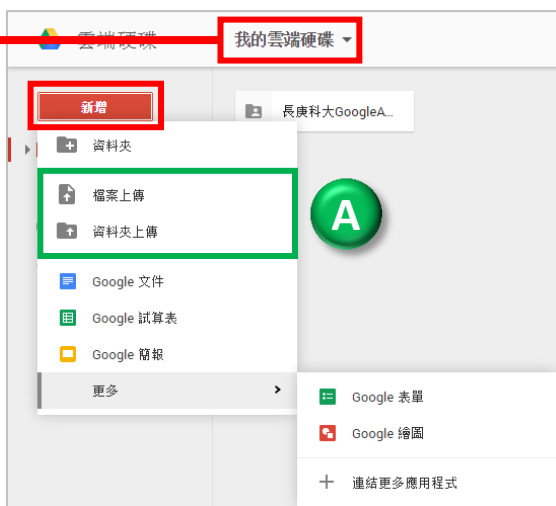 雲端硬碟
我的雲端硬碟
新增
長庚科大GoogleA...
資料夾
檔案上傳
資料夾上傳
A
Google 文件
Google 試算表
Google 簡報
更多
Google 表單
Google 繪圖
連結更多應用程式